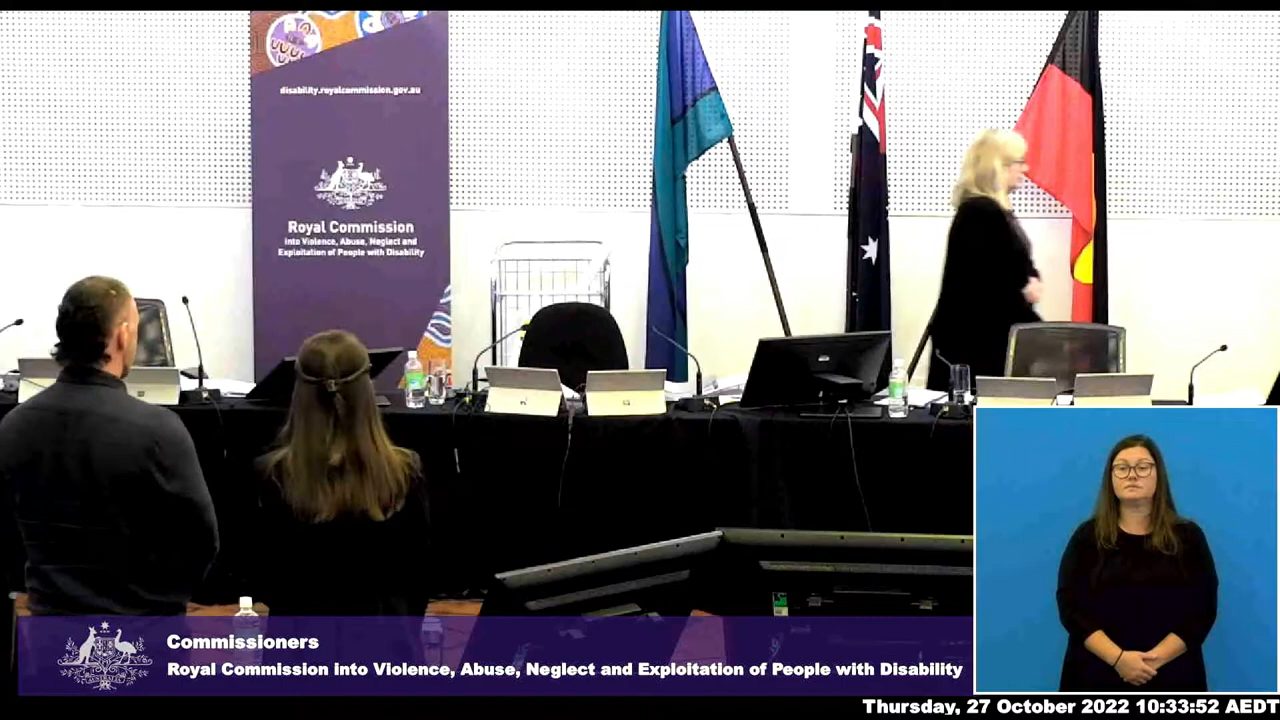 disability.royalcommission.gov.au
Royal Commission
into Violence, Abuse, Neglect and
Exploitation of People with Disability
Commissioners
Royal Commission into Violence, Abuse, Neglect and Exploitation of People with Disability
Thursday, 27 October 2022 10:33:52 AEDT